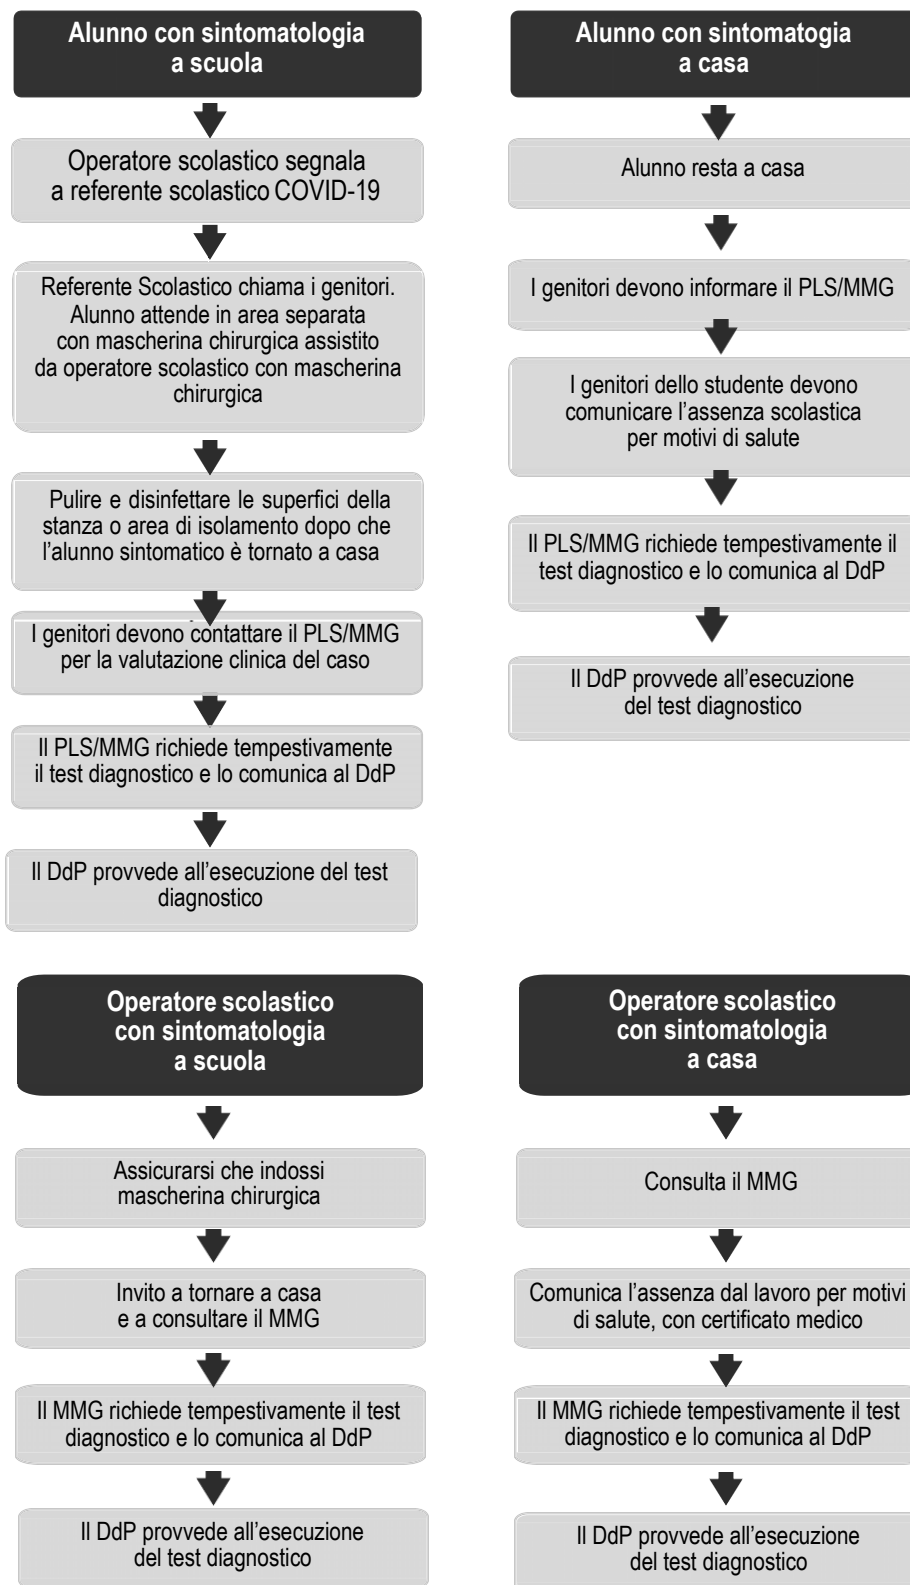 Alunno con sintomatologia
a scuola
Operatore scolastico segnala
a referente scolastico COVID-19
Referente Scolastico chiama i genitori.
Alunno attende in area separata
con mascherina chirurgica assistito
da operatore scolastico con mascherina
chirurgica
Pulire e disinfettare le superfici della
stanza o area di isolamento dopo che
l'alunno sintomatico è tornato a casa
I genitori devono contattare il PLS/MMG
per la valutazione clinica del caso
Il PLS/MMG richiede tempestivamente
il test diagnostico e lo comunica al DdP
Il DdP provvede all'esecuzione del test
diagnostico
Alunno con sintomatogia
a casa
Alunno resta a casa
I genitori devono informare il PLS/MMG
I genitori dello studente devono
comunicare l'assenza scolastica
per motivi di salute
Il PLS/MMG richiede tempestivamente il
test diagnostico e lo comunica al DdP
Il DdP provvede all'esecuzione
del test diagnostico
Operatore scolastico
con sintomatologia
a scuola
Assicurarsi che indossi
mascherina chirurgica
Invito a tornare a casa
e a consultare il MMG
Il MMG richiede tempestivamente il test
diagnostico e lo comunica al DdP
Il DdP provvede all'esecuzione
del test diagnostico
Operatore scolastico
con sintomatologia
a casa
Consulta il MMG
Comunica l'assenza dal lavoro per motivi
di salute, con certificato medico
Il MMG richiede tempestivamente il test
diagnostico e lo comunica al DdP
Il DdP provvede all'esecuzione
del test diagnostico